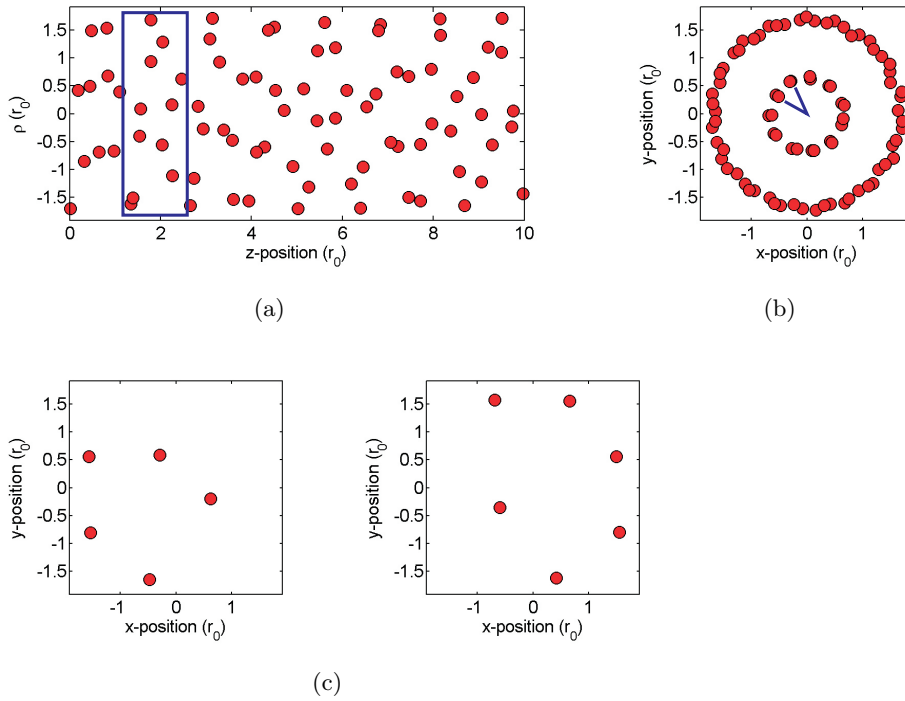 1.5
1
0.5
0
-0.5
-1
-1.5
ρ (r₀)
0 2 4 6 8 10
z-position (r₀)
(a)
1.5
1
0.5
0
-0.5
-1
-1.5
y-position (r₀)
-1 0 1
x-position (r₀)
(b)
1.5
1
0.5
0
-0.5
-1
-1.5
y-position (r₀)
-1 0 1
x-position (r₀)
1.5
1
0.5
0
-0.5
-1
-1.5
y-position (r₀)
-1 0 1
x-position (r₀)
(c)